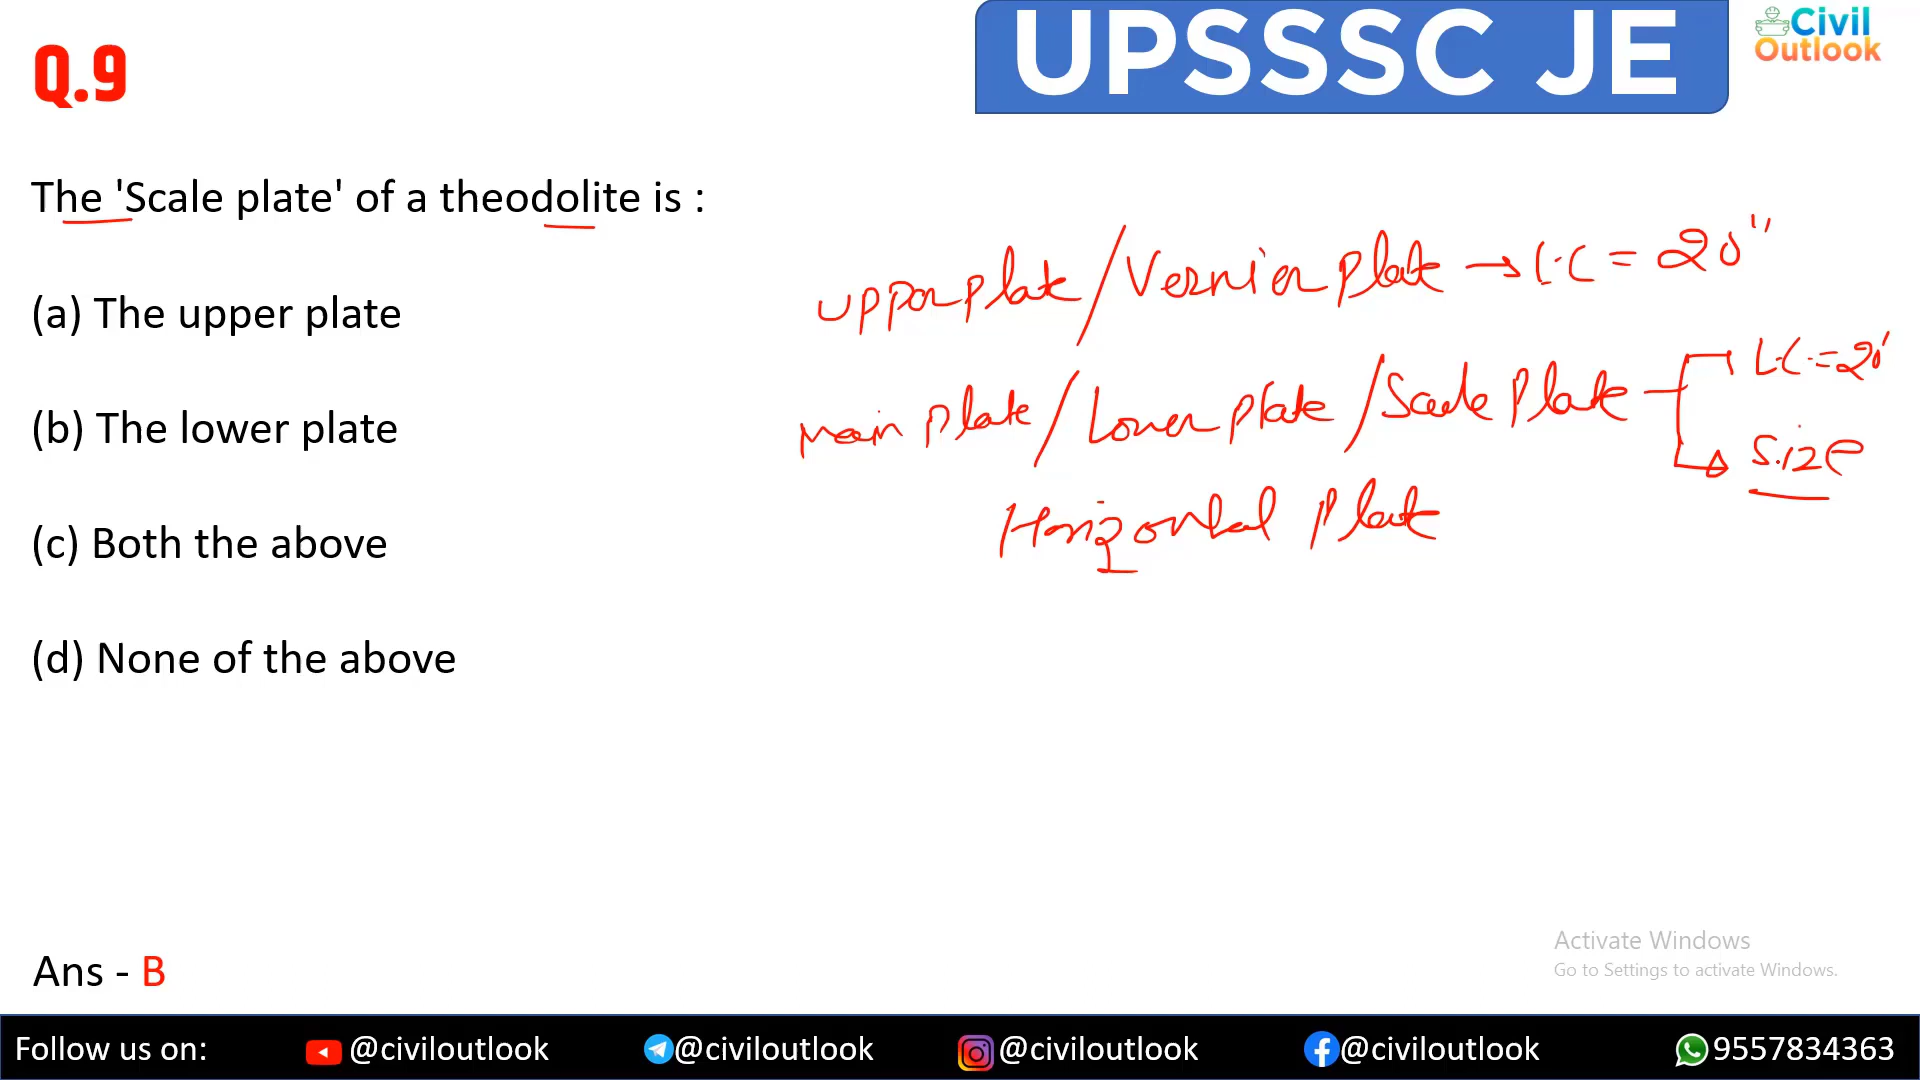 UPSSSC JE
Civil
Outlook
Q.9
The 'Scale plate' of a theodolite is :
(a) The upper plate
(b) The lower plate
(c) Both the above
(d) None of the above
Upper plate / Vernier plate → L.C = 20"
Main plate / Lower plate / Scale plate
L.C. = 20'
Size
Horizontal plate
Ans - B
Activate Windows
Go to Settings to activate Windows.
Follow us on: @civiloutlook @civiloutlook @civiloutlook @civiloutlook 9557834363